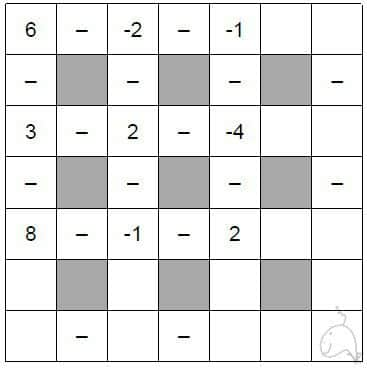 6 – -2 – -1
– – – –
3 – 2 – -4
– – – –
8 – -1 – 2
– –